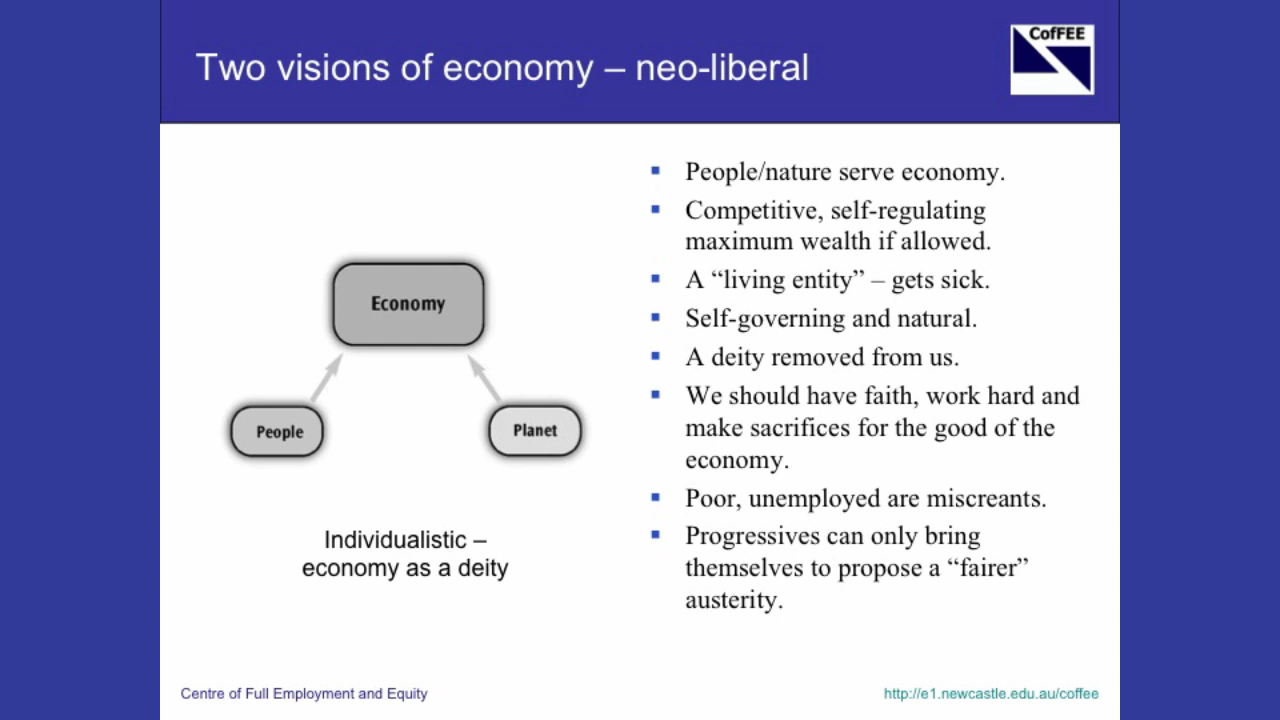 Two visions of economy – neo-liberal
CofFEE
Economy
People
Planet
Individualistic –
economy as a deity
▪ People/nature serve economy.
▪ Competitive, self-regulating
maximum wealth if allowed.
▪ A “living entity” – gets sick.
▪ Self-governing and natural.
▪ A deity removed from us.
▪ We should have faith, work hard and
make sacrifices for the good of the
economy.
▪ Poor, unemployed are miscreants.
▪ Progressives can only bring
themselves to propose a “fairer”
austerity.
Centre of Full Employment and Equity
http://e1.newcastle.edu.au/coffee